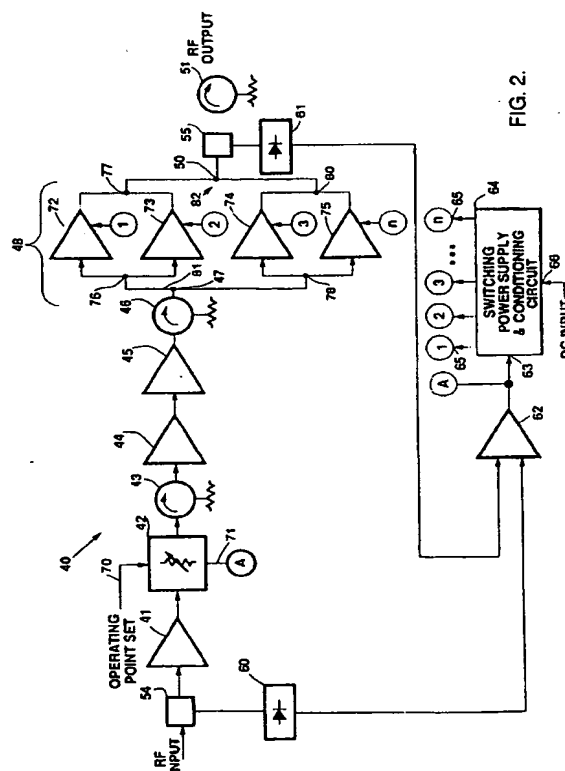 40
48
OPERATING
POINT SET
70
RF
INPUT
54
41
42
43
44
45
46
47
81
76
78
72
73
74
75
1
2
3
n
77
80
82
50
55
51
RF
OUTPUT
61
A
71
60
62
A
63
1
2
3
•••
n
65
65
64
SWITCHING
POWER SUPPLY
& CONDITIONING
CIRCUIT
66
DC INPUT
FIG. 2.